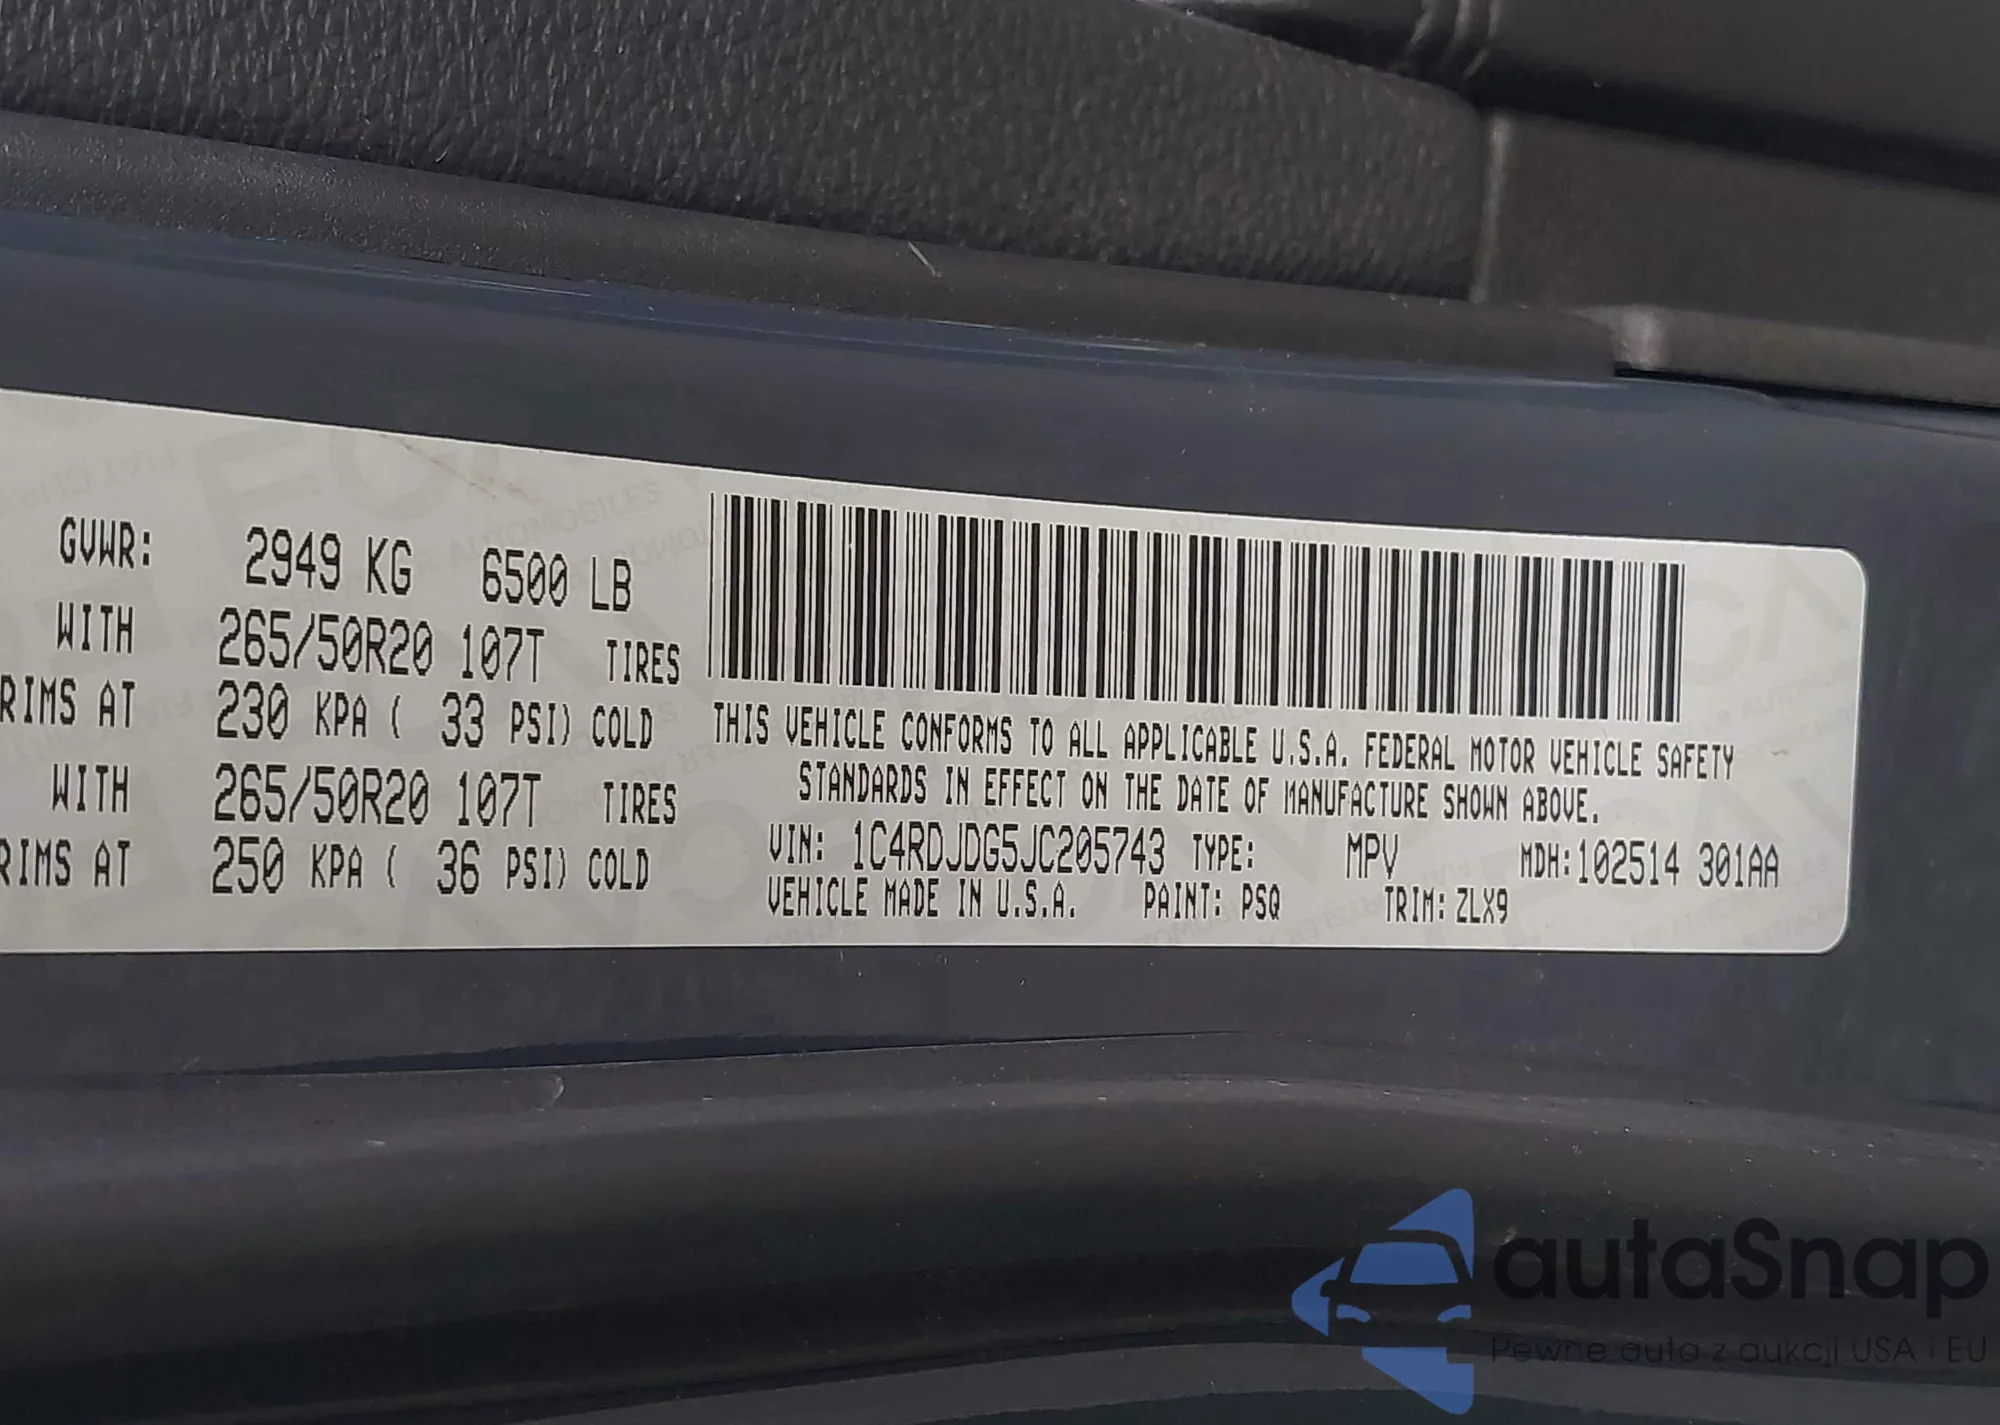 GVWR: 2949 KG 6500 LB
WITH 265/50R20 107T TIRES
RIMS AT 230 KPA ( 33 PSI) COLD
WITH 265/50R20 107T TIRES
RIMS AT 250 KPA ( 36 PSI) COLD
THIS VEHICLE CONFORMS TO ALL APPLICABLE U.S.A. FEDERAL MOTOR VEHICLE SAFETY
STANDARDS IN EFFECT ON THE DATE OF MANUFACTURE SHOWN ABOVE.
VIN: 1C4RDJDG5JC205743 TYPE: MPV MDH:102514 301AA
VEHICLE MADE IN U.S.A. PAINT: PSQ TRIM: ZLX9
autaSnap
Pewne auta z aukcji USA i EU